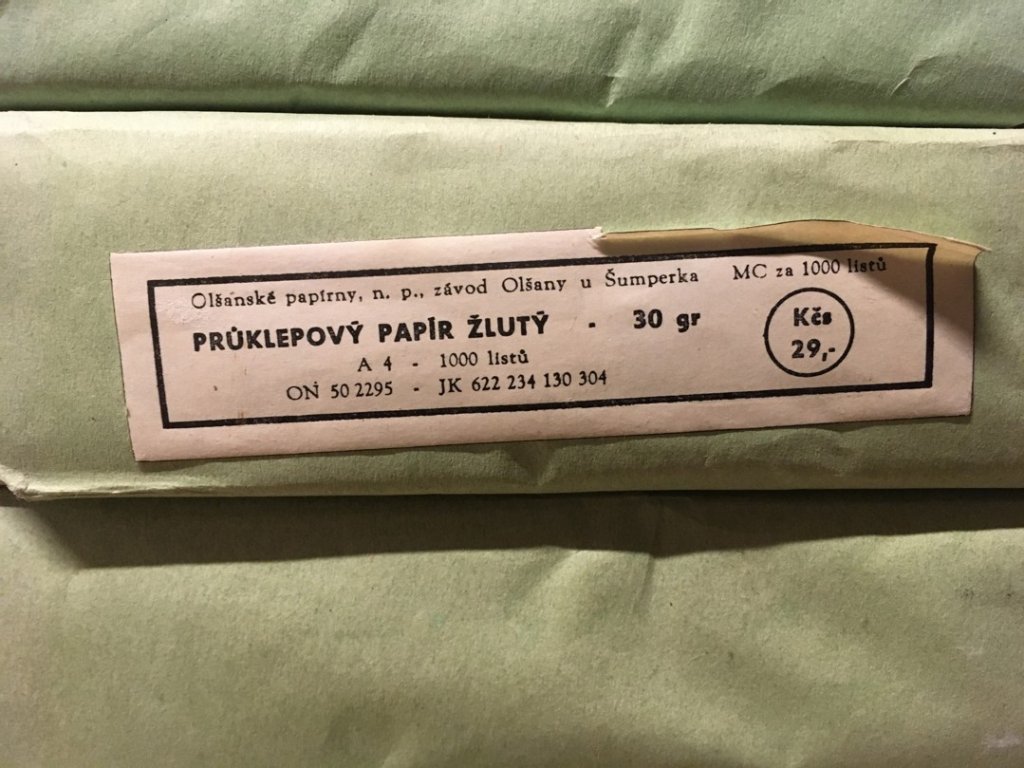 Olšanské papírny, n. p., závod Olšany u Šumperka MC za 1000 listů
PRŮKLEPOVÝ PAPÍR ŽLUTÝ - 30 gr
Kčs
29,-
A 4 - 1000 listů
ON 50 2295 - JK 622 234 130 304